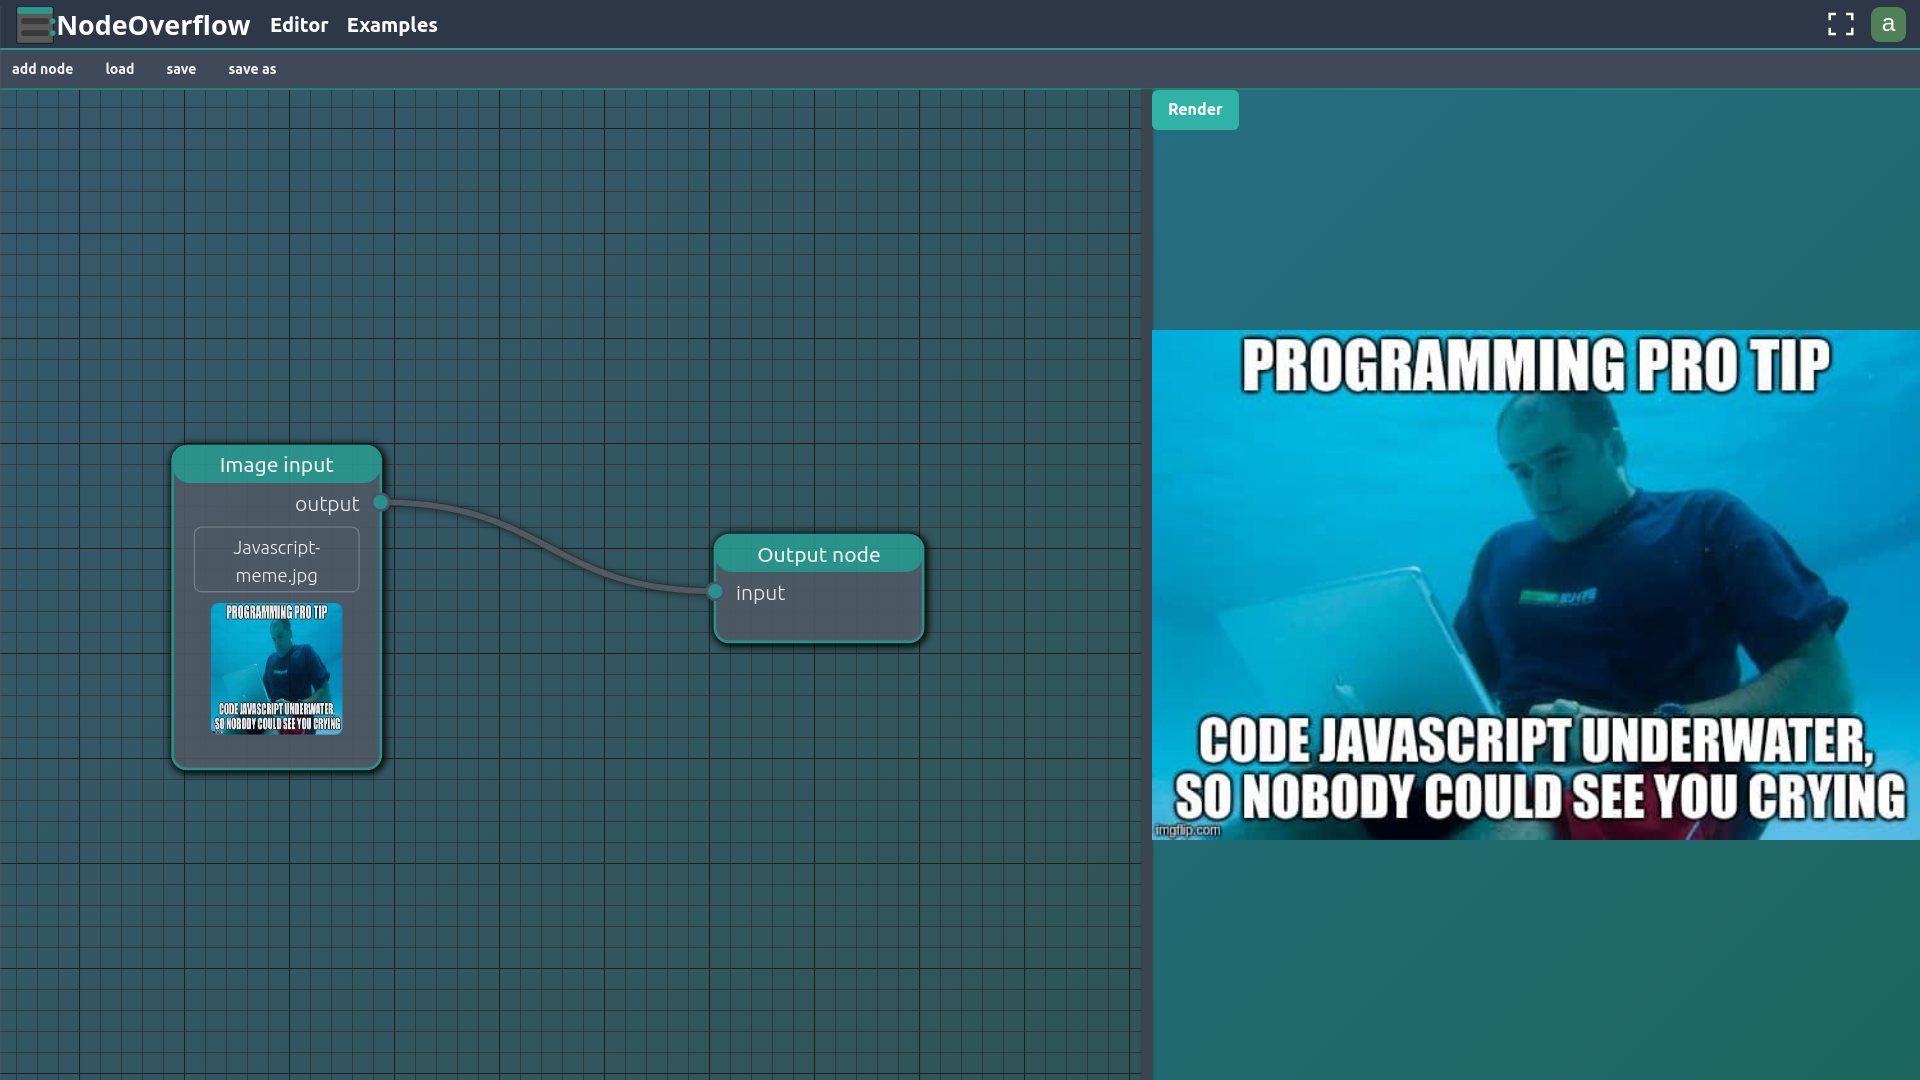 NodeOverflow Editor Examples a
add node load save save as
Render
Image input
output
Javascript-
meme.jpg
PROGRAMMING PRO TIP
CODE JAVASCRIPT UNDERWATER,
SO NOBODY COULD SEE YOU CRYING
Output node
input
PROGRAMMING PRO TIP
CODE JAVASCRIPT UNDERWATER,
SO NOBODY COULD SEE YOU CRYING
imgflip.com